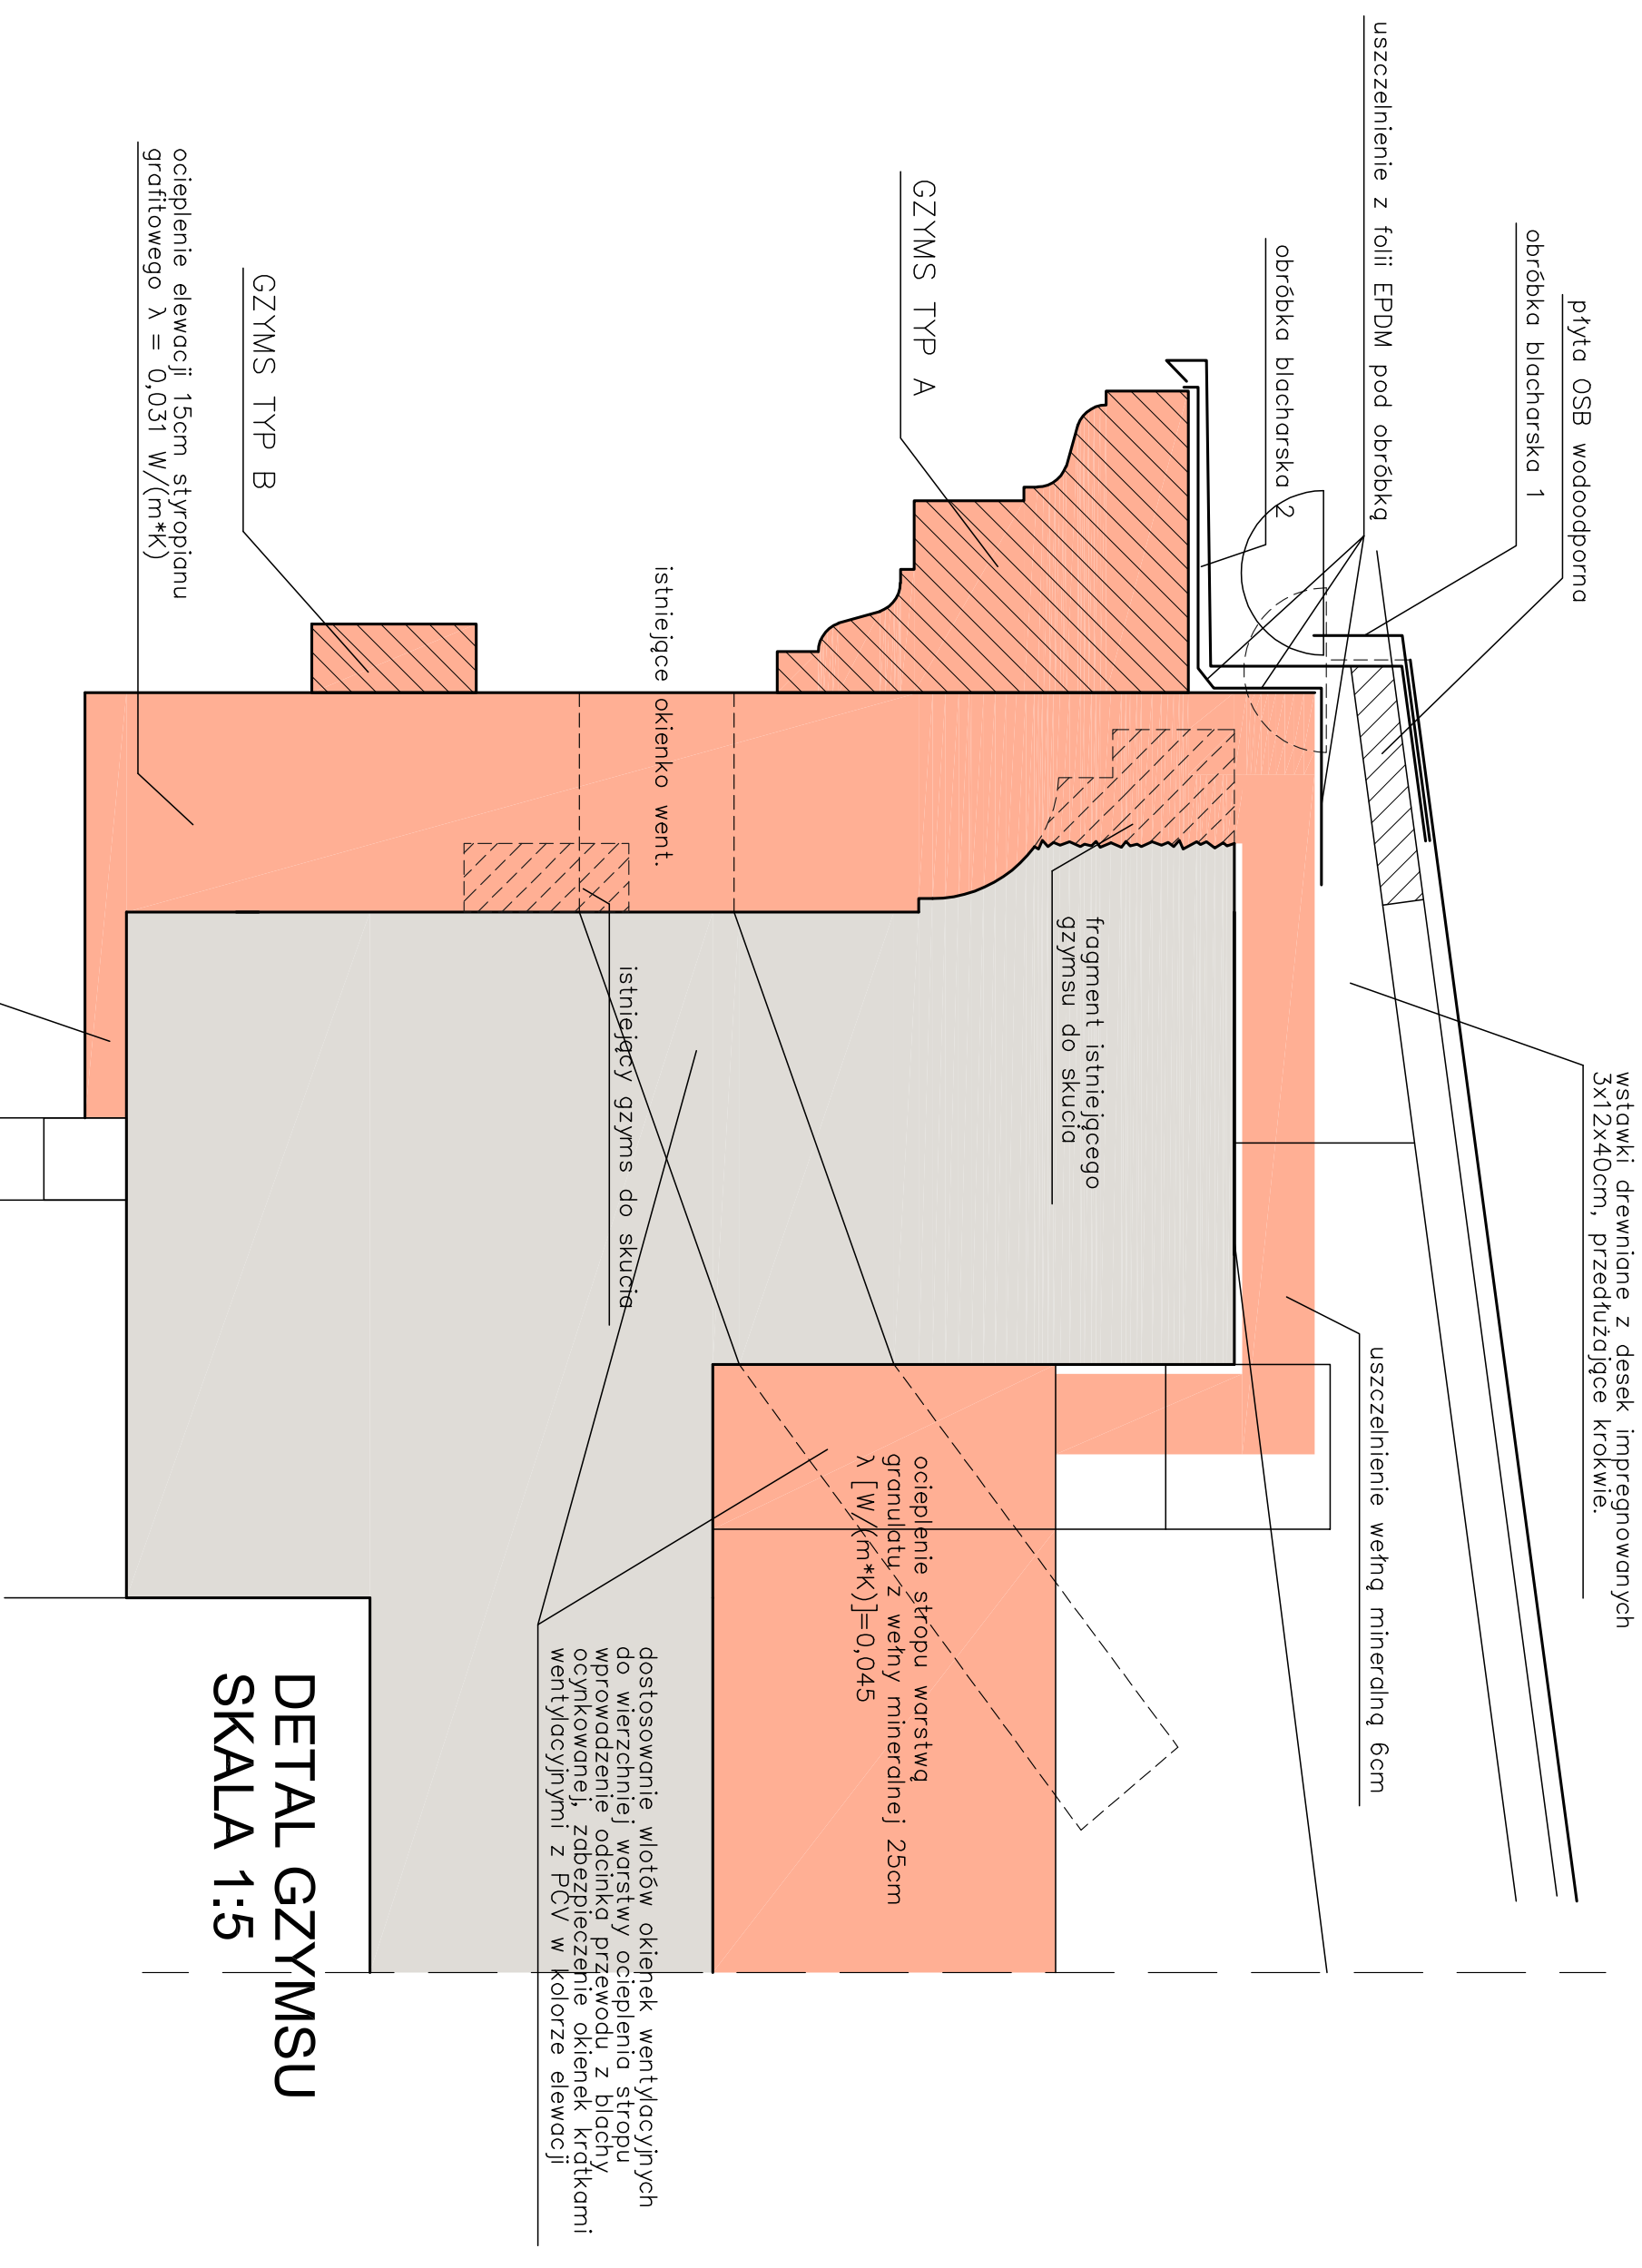 płyta OSB wodoodporna
obróbka blacharska 1
uszczelnienie z folii EPDM pod obróbką
obróbka blacharska 2
wstawki drewniane z desek impregnowanych
3x12x40cm, przedłużające krokwie.
uszczelnienie wełną mineralną 6cm
GZYMS TYP A
fragment istniejącego
gzymsu do skucia
ocieplenie stropu warstwą
granulatu z wełny mineralnej 25cm
λ [W/(m*K)]=0,045
istniejące okienko went.
istniejący gzyms do skucia
dostosowanie wlotów okienek wentylacyjnych
do wierzchniej warstwy ocieplenia stropu
wprowadzenie odcinka przewodu z blachy
ocynkowanej, zabezpieczenie okienek kratkami
wentylacyjnymi z PCV w kolorze elewacji
GZYMS TYP B
ocieplenie elewacji 15cm styropianu
grafitowego λ = 0,031 W/(m*K)
DETAL GZYMSU
SKALA 1:5